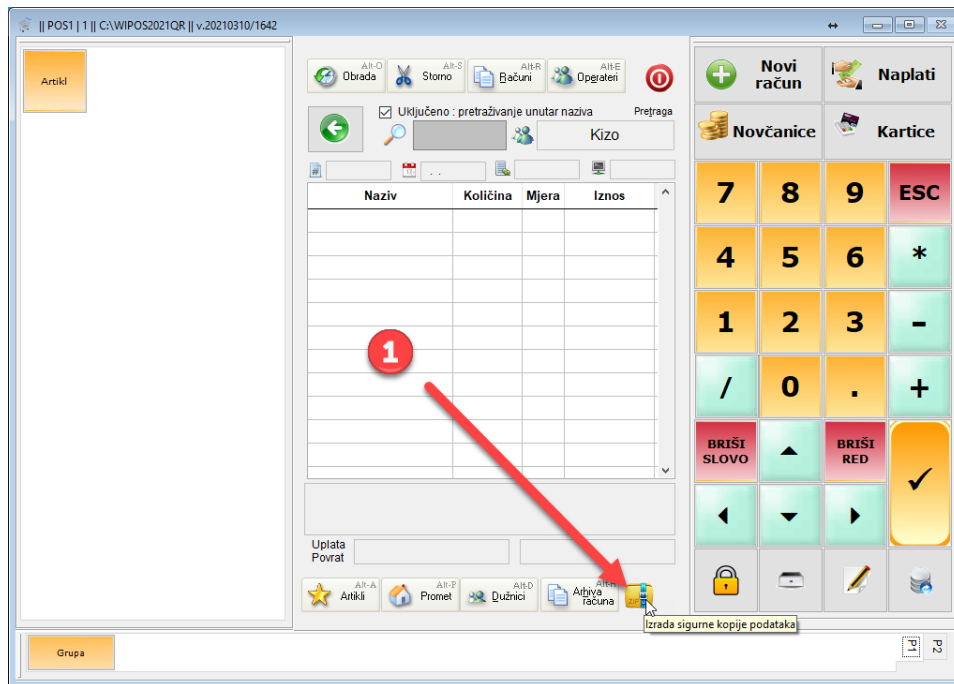 || POS1 | 1 || C:\WIPOS2021QR || v.20210310/1642
Artikl
Alt-O
Obrada
Alt-S
Storno
Alt-R
Računi
Alt-E
Operateri
Uključeno : pretraživanje unutar naziva
Pretraga
Kizo
#
12
. .
Naziv Količina Mjera Iznos
1
Uplata
Povrat
Alt-A
Artikli
Alt-P
Promet
Alt-D
Dužnici
Arhiva
računa
ZIP
Izrada sigurne kopije podataka
Novi
račun
Naplati
Novčanice
Kartice
7 8 9 ESC
4 5 6 *
1 2 3 -
/ 0 . +
BRIŠI
SLOVO
BRIŠI
RED
Grupa
P1
P2